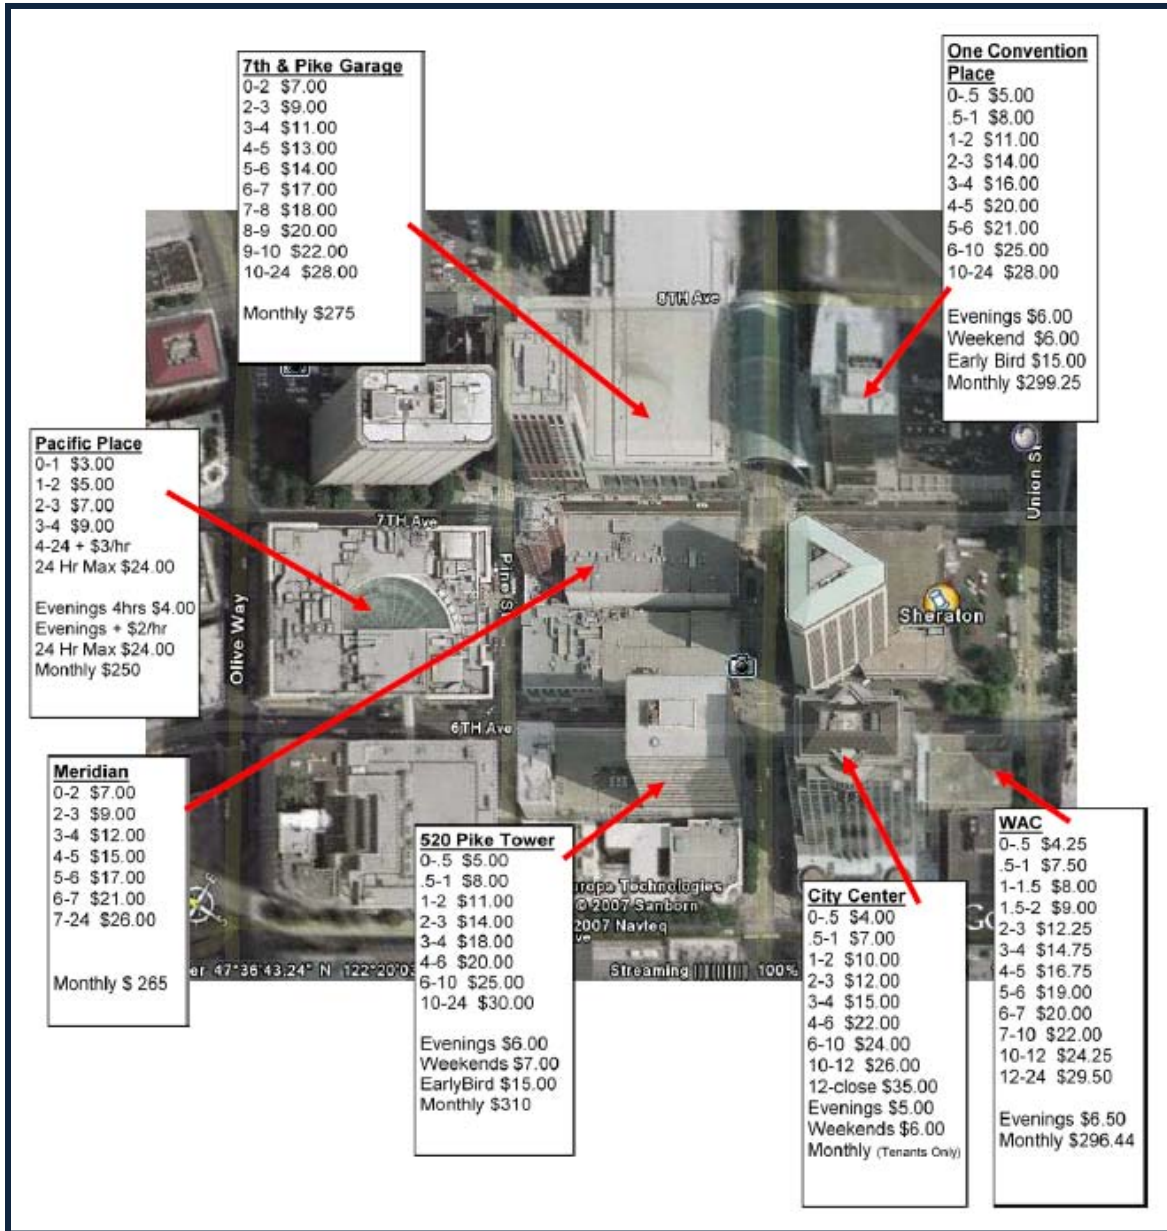 7th & Pike Garage
0-2 $7.00
2-3 $9.00
3-4 $11.00
4-5 $13.00
5-6 $14.00
6-7 $17.00
7-8 $18.00
8-9 $20.00
9-10 $22.00
10-24 $28.00
Monthly $275
One Convention
Place
0-.5 $5.00
.5-1 $8.00
1-2 $11.00
2-3 $14.00
3-4 $16.00
4-5 $20.00
5-6 $21.00
6-10 $25.00
10-24 $28.00
Evenings $6.00
Weekend $6.00
Early Bird $15.00
Monthly $299.25
8TH Ave
Pacific Place
0-1 $3.00
1-2 $5.00
2-3 $7.00
3-4 $9.00
4-24 + $3/hr
24 Hr Max $24.00
Evenings 4hrs $4.00
Evenings + $2/hr
24 Hr Max $24.00
Monthly $250
7TH Ave
Union St
Pine St
Olive Way
Sheraton
6TH Ave
Meridian
0-2 $7.00
2-3 $9.00
3-4 $12.00
4-5 $15.00
5-6 $17.00
6-7 $21.00
7-24 $26.00
Monthly $ 265
520 Pike Tower
0-.5 $5.00
.5-1 $8.00
1-2 $11.00
2-3 $14.00
3-4 $18.00
4-6 $20.00
6-10 $25.00
10-24 $30.00
Evenings $6.00
Weekends $7.00
EarlyBird $15.00
Monthly $310
City Center
0-.5 $4.00
.5-1 $7.00
1-2 $10.00
2-3 $12.00
3-4 $15.00
4-6 $22.00
6-10 $24.00
10-12 $26.00
12-close $35.00
Evenings $5.00
Weekends $6.00
Monthly (Tenants Only)
WAC
0-.5 $4.25
.5-1 $7.50
1-1.5 $8.00
1.5-2 $9.00
2-3 $12.25
3-4 $14.75
4-5 $16.75
5-6 $19.00
6-7 $20.00
7-10 $22.00
10-12 $24.25
12-24 $29.50
Evenings $6.50
Monthly $296.44
ropa Technologies
© 2007 Sanborn
2007 Navteq
er 47°36'43.24" N 122°20'03
Streaming |||||||||| 100%
Go